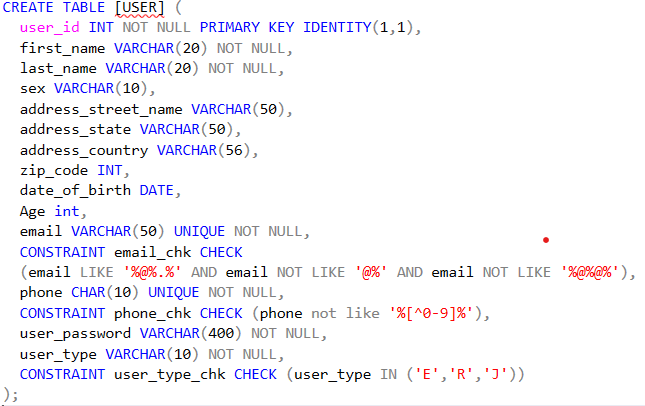 CREATE TABLE [USER] (
user_id INT NOT NULL PRIMARY KEY IDENTITY(1,1),
first_name VARCHAR(20) NOT NULL,
last_name VARCHAR(20) NOT NULL,
sex VARCHAR(10),
address_street_name VARCHAR(50),
address_state VARCHAR(50),
address_country VARCHAR(56),
zip_code INT,
date_of_birth DATE,
Age int,
email VARCHAR(50) UNIQUE NOT NULL,
CONSTRAINT email_chk CHECK
(email LIKE '%@%.%' AND email NOT LIKE '@%' AND email NOT LIKE '%@%@%'),
phone CHAR(10) UNIQUE NOT NULL,
CONSTRAINT phone_chk CHECK (phone not like '%[^0-9]%'),
user_password VARCHAR(400) NOT NULL,
user_type VARCHAR(10) NOT NULL,
CONSTRAINT user_type_chk CHECK (user_type IN ('E','R','J'))
);